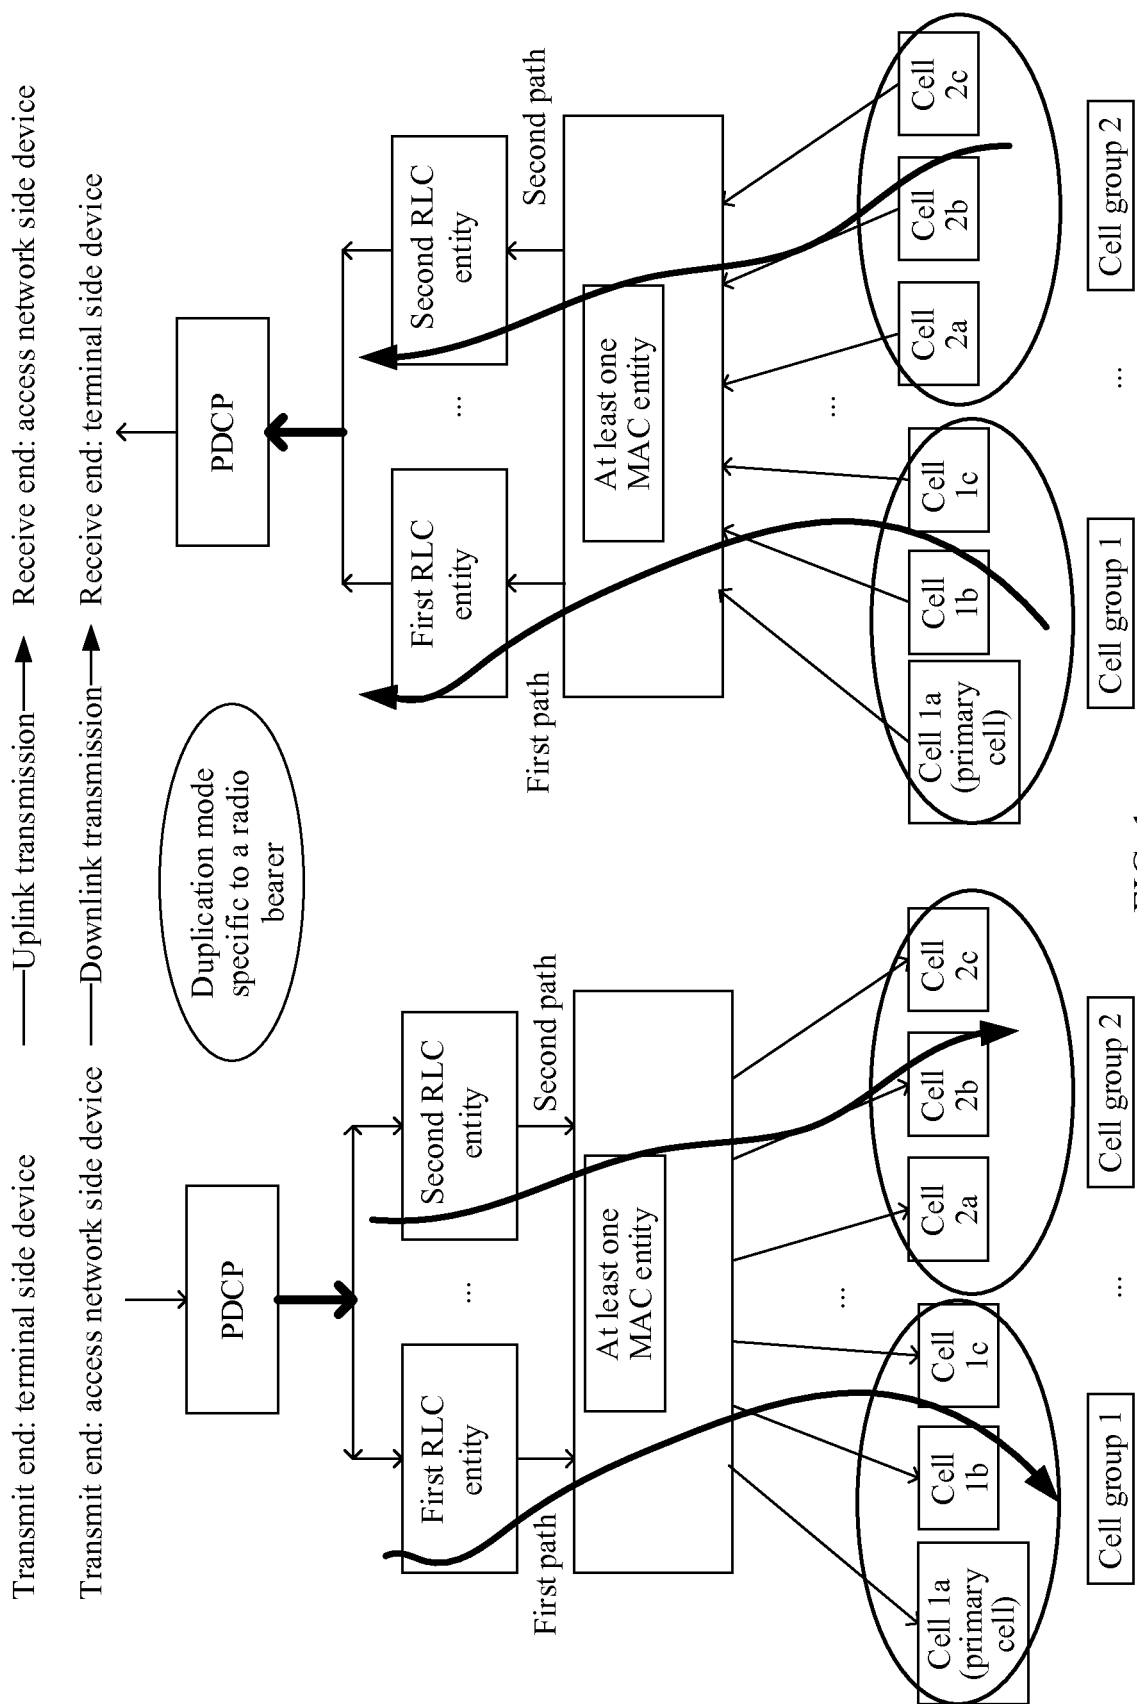 Transmit end: terminal side device
Uplink transmission
Receive end: access network side device
Transmit end: access network side device
Downlink transmission
Receive end: terminal side device
Duplication mode
specific to a radio
bearer
PDCP
First RLC
entity
...
Second RLC
entity
First path
Second path
At least one
MAC entity
...
Cell 1a
(primary
cell)
Cell
1b
Cell
1c
Cell
2a
Cell
2b
Cell
2c
Cell group 1
...
Cell group 2
PDCP
First RLC
entity
...
Second RLC
entity
First path
Second path
At least one
MAC entity
...
Cell 1a
(primary
cell)
Cell
1b
Cell
1c
Cell
2a
Cell
2b
Cell
2c
Cell group 1
...
Cell group 2